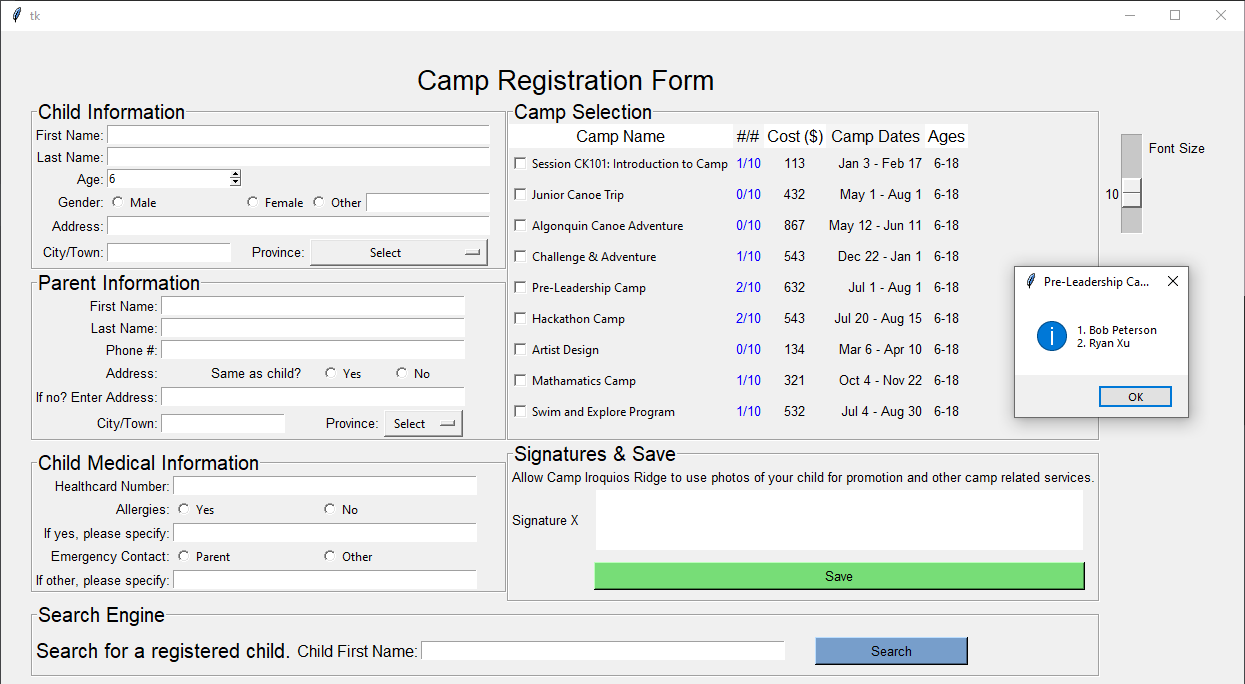 tk
Camp Registration Form
Child Information
First Name:
Last Name:
Age: 6
Gender: Male Female Other
Address:
City/Town: Province: Select
Parent Information
First Name:
Last Name:
Phone #:
Address: Same as child? Yes No
If no? Enter Address:
City/Town: Province: Select
Child Medical Information
Healthcard Number:
Allergies: Yes No
If yes, please specify:
Emergency Contact: Parent Other
If other, please specify:
Camp Selection
Camp Name #/# Cost ($) Camp Dates Ages
Session CK101: Introduction to Camp 1/10 113 Jan 3 - Feb 17 6-18
Junior Canoe Trip 0/10 432 May 1 - Aug 1 6-18
Algonquin Canoe Adventure 0/10 867 May 12 - Jun 11 6-18
Challenge & Adventure 1/10 543 Dec 22 - Jan 1 6-18
Pre-Leadership Camp 2/10 632 Jul 1 - Aug 1 6-18
Hackathon Camp 2/10 543 Jul 20 - Aug 15 6-18
Artist Design 0/10 134 Mar 6 - Apr 10 6-18
Mathamatics Camp 1/10 321 Oct 4 - Nov 22 6-18
Swim and Explore Program 1/10 532 Jul 4 - Aug 30 6-18
Signatures & Save
Allow Camp Iroquios Ridge to use photos of your child for promotion and other camp related services.
Signature X
Save
Search Engine
Search for a registered child. Child First Name: Search
Font Size
10
Pre-Leadership Ca...
1. Bob Peterson
2. Ryan Xu
OK